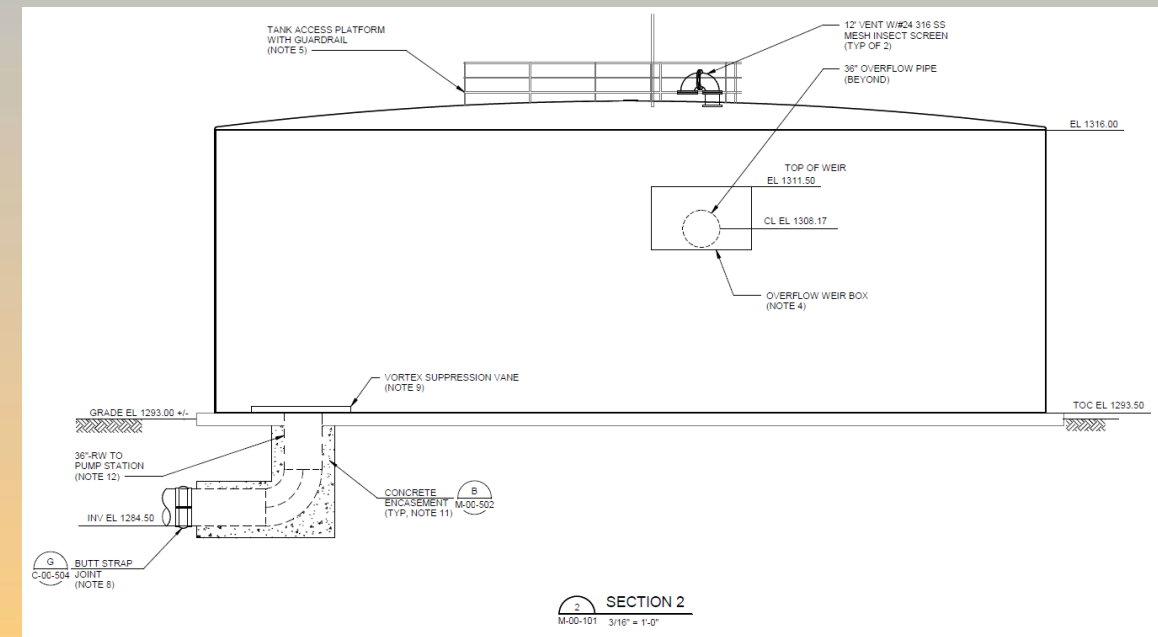 TANK ACCESS PLATFORM
WITH GUARDRAIL
(NOTE 5)
12" VENT W/#24 316 SS
MESH INSECT SCREEN
(TYP OF 2)
36" OVERFLOW PIPE
(BEYOND)
EL 1316.00
TOP OF WEIR
EL 1311.50
CL EL 1308.17
OVERFLOW WEIR BOX
(NOTE 4)
VORTEX SUPPRESSION VANE
(NOTE 9)
GRADE EL 1293.00 +/-
TOC EL 1293.50
36"-RW TO
PUMP STATION
(NOTE 12)
CONCRETE
ENCASEMENT
(TYP, NOTE 11)
B
M-00-502
INV EL 1284.50
G
C-00-504
BUTT STRAP
JOINT
(NOTE 8)
2
M-00-101
SECTION 2
3/16" = 1'-0"